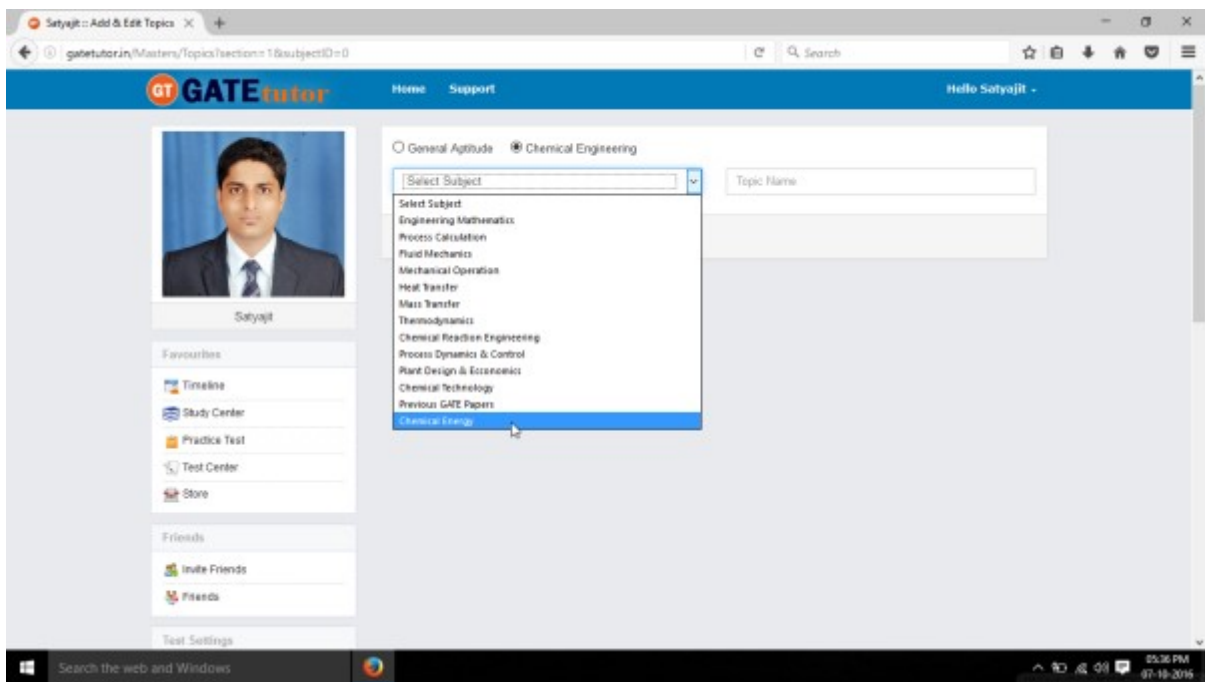 Satyajit :: Add & Edit Topics
gatetutor.in/Masters/Topics?section=1&subjectID=0
Search
GT GATEtutor
Home Support
Hello Satyajit
General Aptitude Chemical Engineering
Select Subject
Topic Name
Select Subject
Engineering Mathematics
Process Calculation
Fluid Mechanics
Mechanical Operation
Heat Transfer
Mass Transfer
Thermodynamics
Chemical Reaction Engineering
Process Dynamics & Control
Plant Design & Ecconomics
Chemical Technology
Previous GATE Papers
Chemical Energy
Satyajit
Favourites
Timeline
Study Center
Practice Test
Test Center
Store
Friends
Invite Friends
Friends
Test Settings
Search the web and Windows
05:36 PM
07-10-2016